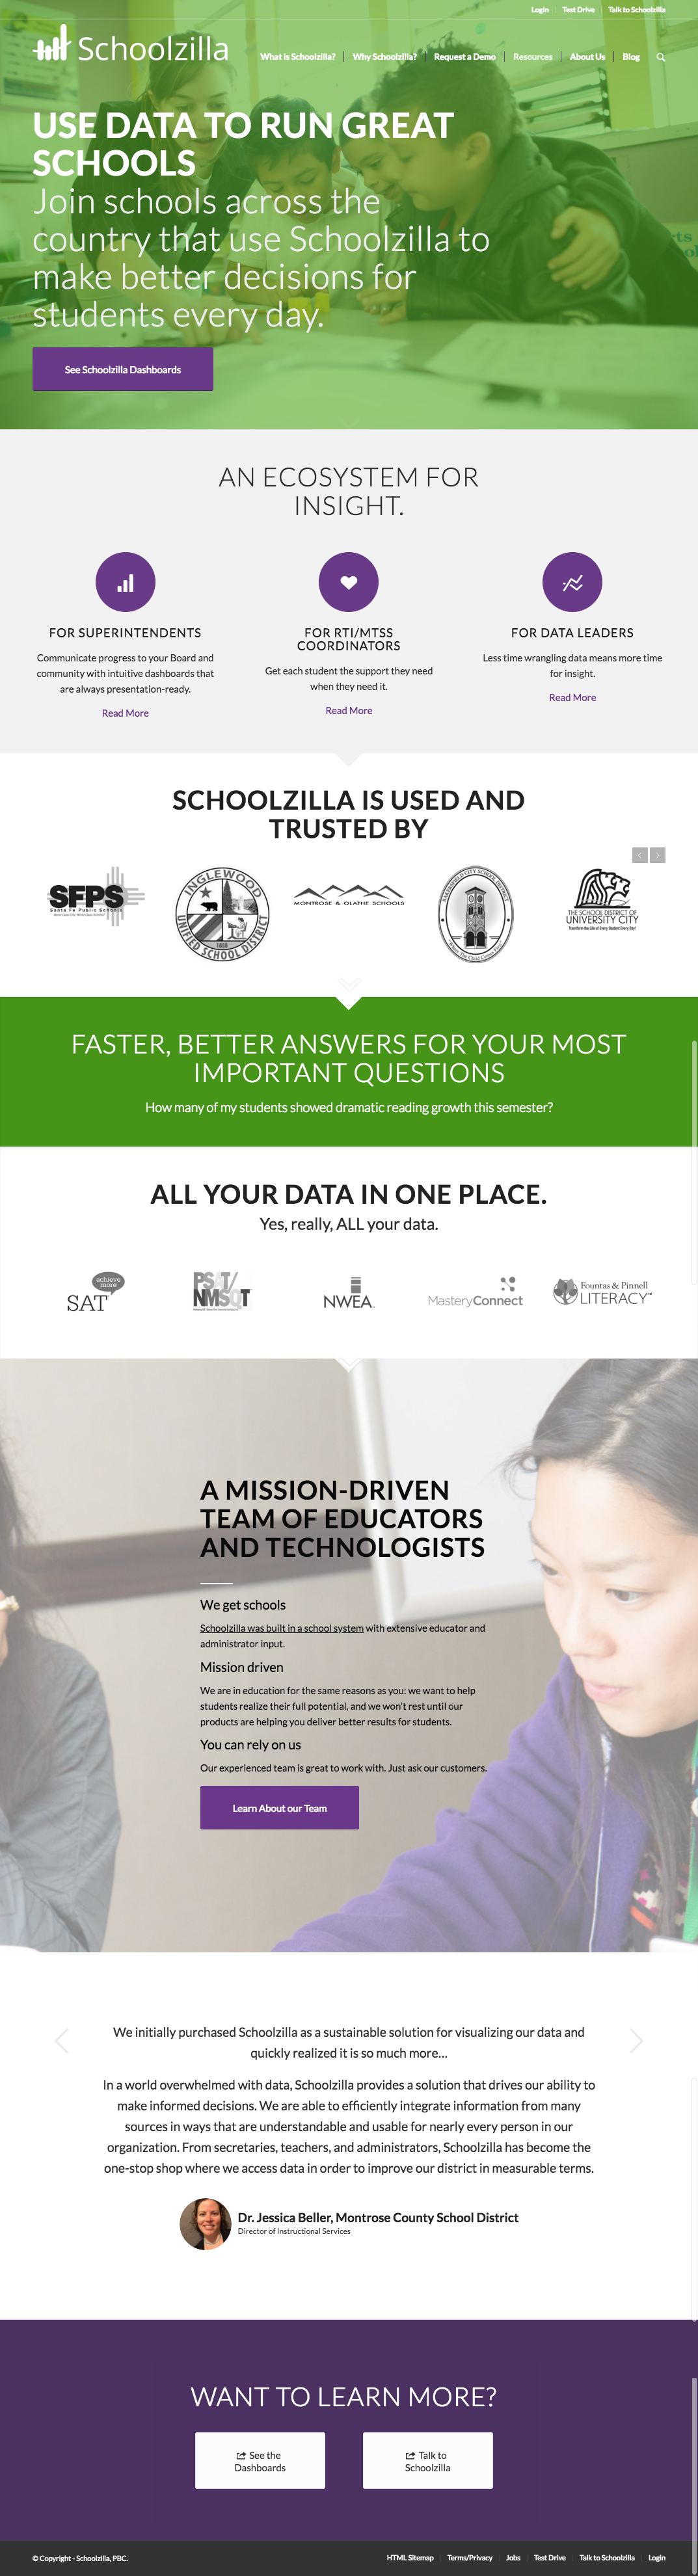 Login
Test Drive
Talk to Schoolzilla
Schoolzilla
What is Schoolzilla?
Why Schoolzilla?
Request a Demo
Resources
About Us
Blog
USE DATA TO RUN GREAT
SCHOOLS
Join schools across the
country that use Schoolzilla to
make better decisions for
students every day.
See Schoolzilla Dashboards
AN ECOSYSTEM FOR
INSIGHT.
FOR SUPERINTENDENTS
Communicate progress to your Board and
community with intuitive dashboards that
are always presentation-ready.
Read More
FOR RTI/MTSS
COORDINATORS
Get each student the support they need
when they need it.
Read More
FOR DATA LEADERS
Less time wrangling data means more time
for insight.
Read More
SCHOOLZILLA IS USED AND
TRUSTED BY
SFPS
Santa Fe Public Schools
INGLEWOOD
UNIFIED SCHOOL DISTRICT
1888
MONTROSE & OLATHE SCHOOLS
BAKERSFIELD CITY SCHOOL DISTRICT
THE SCHOOL DISTRICT OF
UNIVERSITY CITY
Transform the Life of Every Student Every Day!
FASTER, BETTER ANSWERS FOR YOUR MOST
IMPORTANT QUESTIONS
How many of my students showed dramatic reading growth this semester?
ALL YOUR DATA IN ONE PLACE.
Yes, really, ALL your data.
achieve
more
SAT
PSAT/
NMSQT
NWEA
MasteryConnect
Fountas & Pinnell
LITERACY™
A MISSION-DRIVEN
TEAM OF EDUCATORS
AND TECHNOLOGISTS
We get schools
Schoolzilla was built in a school system with extensive educator and
administrator input.
Mission driven
We are in education for the same reasons as you: we want to help
students realize their full potential, and we won't rest until our
products are helping you deliver better results for students.
You can rely on us
Our experienced team is great to work with. Just ask our customers.
Learn About our Team
We initially purchased Schoolzilla as a sustainable solution for visualizing our data and
quickly realized it is so much more…
In a world overwhelmed with data, Schoolzilla provides a solution that drives our ability to
make informed decisions. We are able to efficiently integrate information from many
sources in ways that are understandable and usable for nearly every person in our
organization. From secretaries, teachers, and administrators, Schoolzilla has become the
one-stop shop where we access data in order to improve our district in measurable terms.
Dr. Jessica Beller, Montrose County School District
Director of Instructional Services
WANT TO LEARN MORE?
See the
Dashboards
Talk to
Schoolzilla
© Copyright - Schoolzilla, PBC.
HTML Sitemap
Terms/Privacy
Jobs
Test Drive
Talk to Schoolzilla
Login